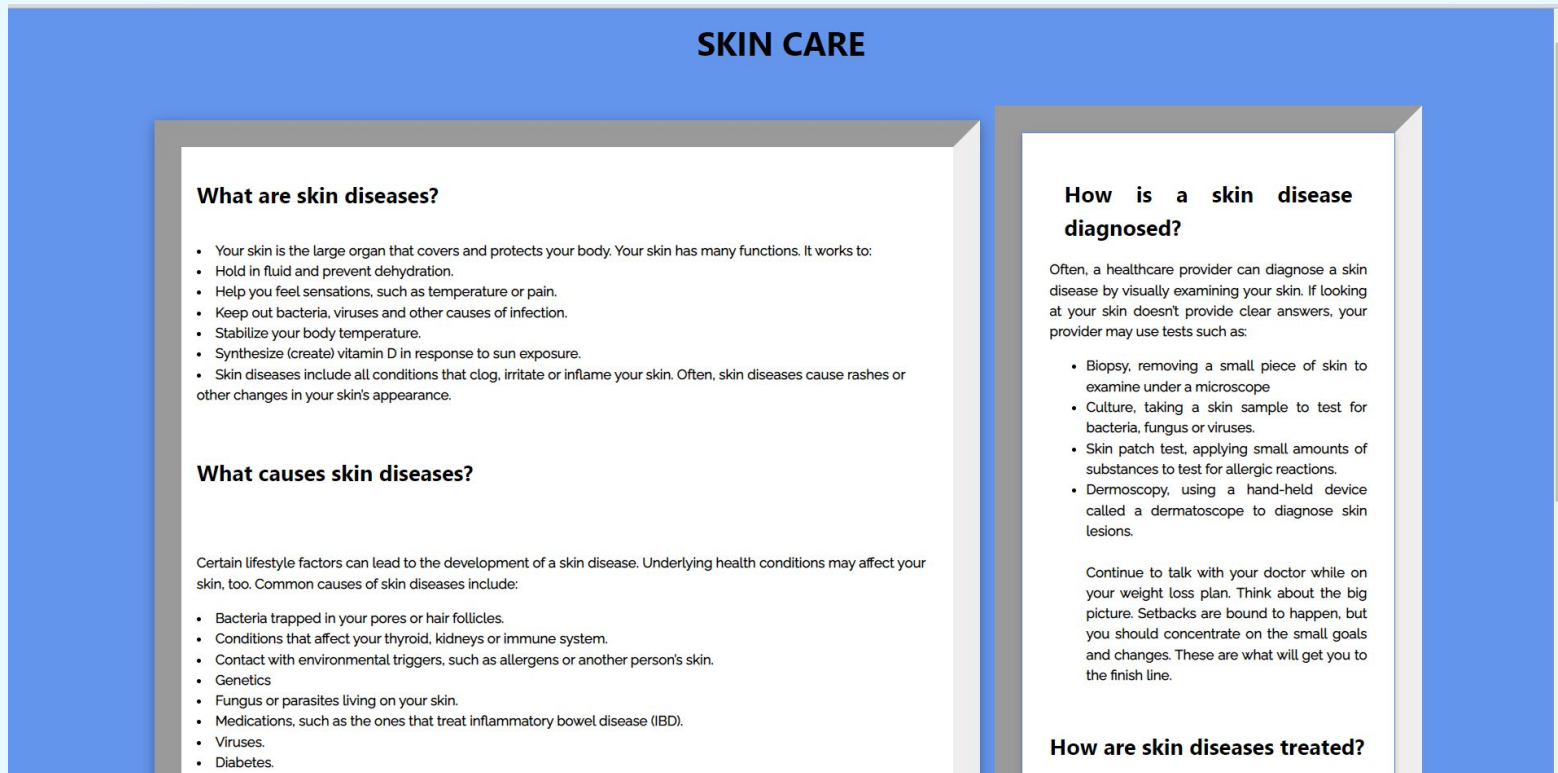 SKIN CARE
What are skin diseases?
• Your skin is the large organ that covers and protects your body. Your skin has many functions. It works to:
• Hold in fluid and prevent dehydration.
• Help you feel sensations, such as temperature or pain.
• Keep out bacteria, viruses and other causes of infection.
• Stabilize your body temperature.
• Synthesize (create) vitamin D in response to sun exposure.
• Skin diseases include all conditions that clog, irritate or inflame your skin. Often, skin diseases cause rashes or
other changes in your skin's appearance.
What causes skin diseases?
Certain lifestyle factors can lead to the development of a skin disease. Underlying health conditions may affect your
skin, too. Common causes of skin diseases include:
• Bacteria trapped in your pores or hair follicles.
• Conditions that affect your thyroid, kidneys or immune system.
• Contact with environmental triggers, such as allergens or another person's skin.
• Genetics
• Fungus or parasites living on your skin.
• Medications, such as the ones that treat inflammatory bowel disease (IBD).
• Viruses.
• Diabetes.
How is a skin disease
diagnosed?
Often, a healthcare provider can diagnose a skin
disease by visually examining your skin. If looking
at your skin doesn't provide clear answers, your
provider may use tests such as:
• Biopsy, removing a small piece of skin to
examine under a microscope
• Culture, taking a skin sample to test for
bacteria, fungus or viruses.
• Skin patch test, applying small amounts of
substances to test for allergic reactions.
• Dermoscopy, using a hand-held device
called a dermatoscope to diagnose skin
lesions.
Continue to talk with your doctor while on
your weight loss plan. Think about the big
picture. Setbacks are bound to happen, but
you should concentrate on the small goals
and changes. These are what will get you to
the finish line.
How are skin diseases treated?